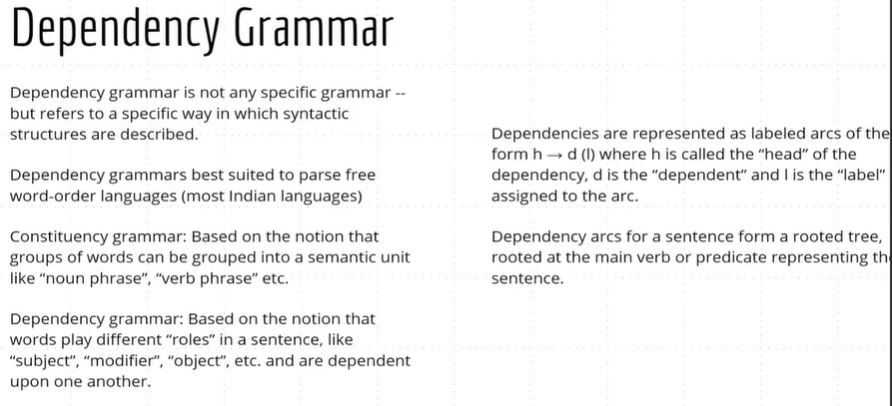 Dependency Grammar
Dependency grammar is not any specific grammar --
but refers to a specific way in which syntactic
structures are described.
Dependency grammars best suited to parse free
word-order languages (most Indian languages)
Constituency grammar: Based on the notion that
groups of words can be grouped into a semantic unit
like “noun phrase”, “verb phrase” etc.
Dependency grammar: Based on the notion that
words play different “roles” in a sentence, like
“subject”, “modifier”, “object”, etc. and are dependent
upon one another.
Dependencies are represented as labeled arcs of the
form h → d (l) where h is called the “head” of the
dependency, d is the “dependent” and l is the “label”
assigned to the arc.
Dependency arcs for a sentence form a rooted tree,
rooted at the main verb or predicate representing th
sentence.